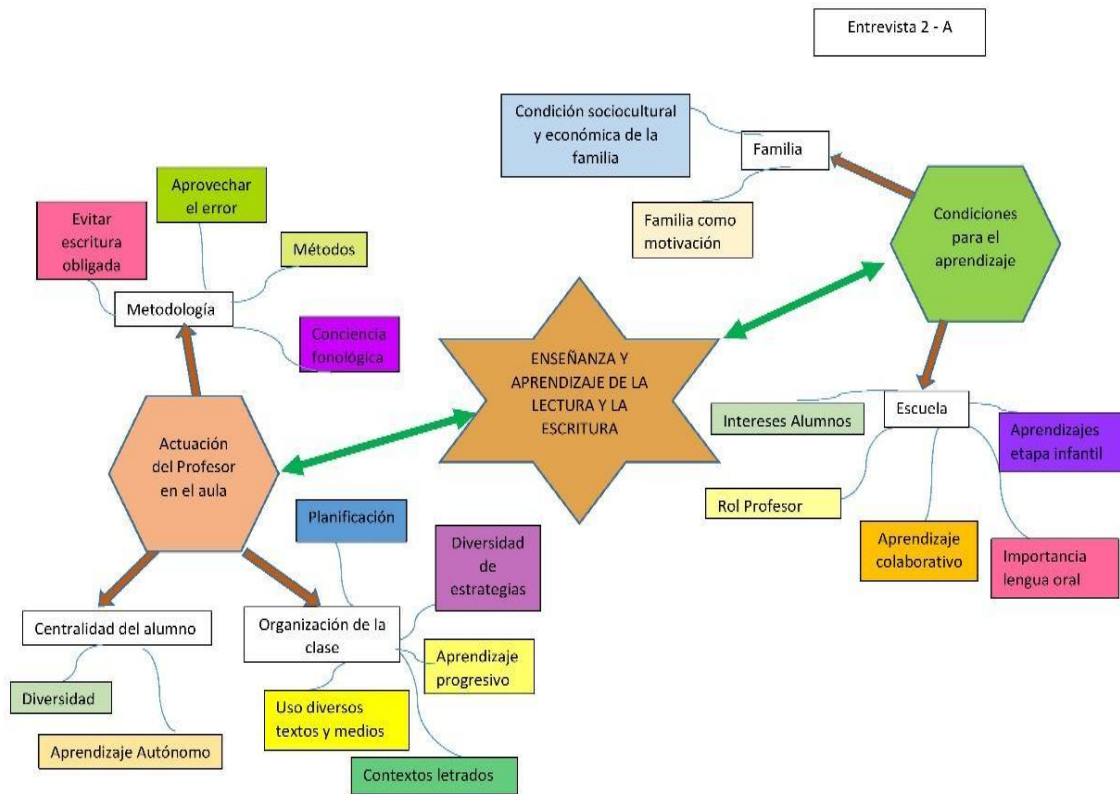 Entrevista 2 - A
Condición sociocultural
y económica de la
familia
Familia
Familia como
motivación
Condiciones
para el
aprendizaje
Aprovechar
el error
Evitar
escritura
obligada
Métodos
Metodología
Conciencia
fonológica
ENSEÑANZA Y
APRENDIZAJE DE LA
LECTURA Y LA
ESCRITURA
Intereses Alumnos
Escuela
Aprendizajes
etapa infantil
Rol Profesor
Aprendizaje
colaborativo
Importancia
lengua oral
Actuación
del Profesor
en el aula
Planificación
Diversidad
de
estrategias
Centralidad del alumno
Organización de la
clase
Aprendizaje
progresivo
Diversidad
Uso diversos
textos y medios
Aprendizaje Autónomo
Contextos letrados